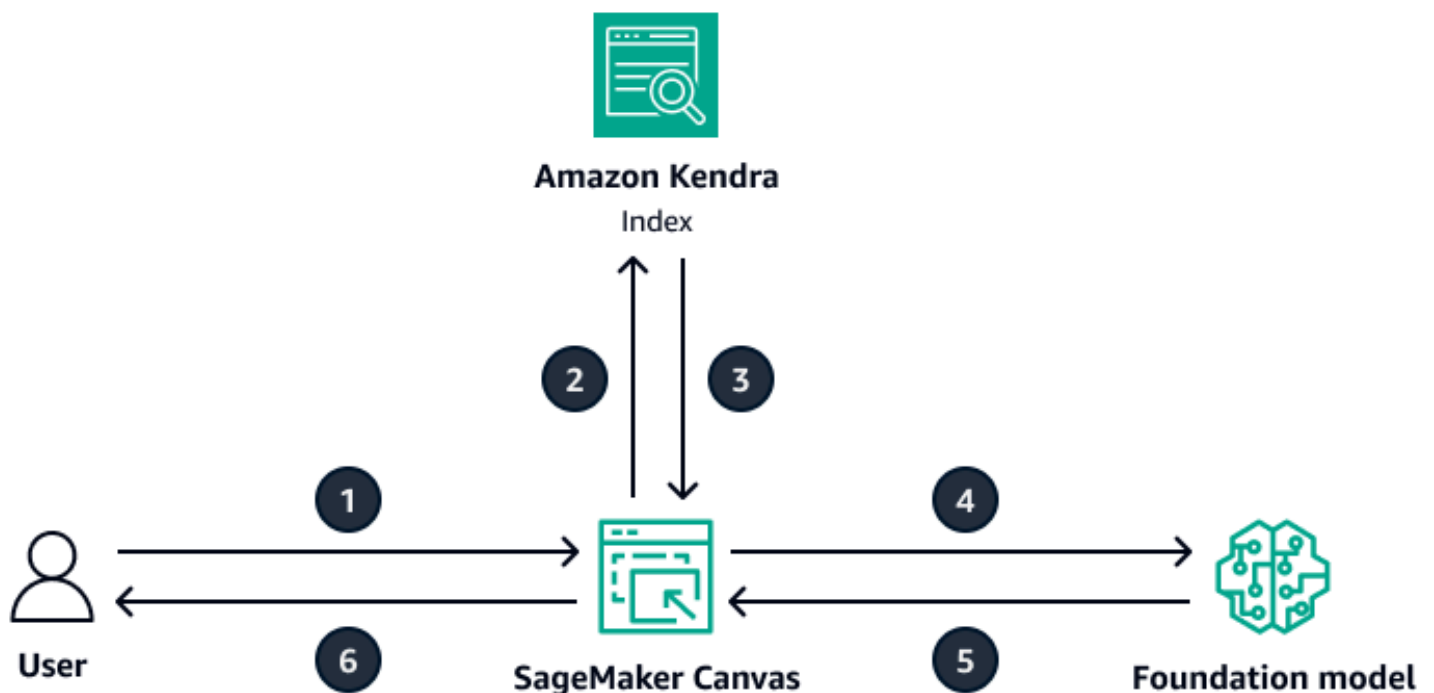 Amazon Kendra
Index
2
3
1
4
User
6
SageMaker Canvas
5
Foundation model